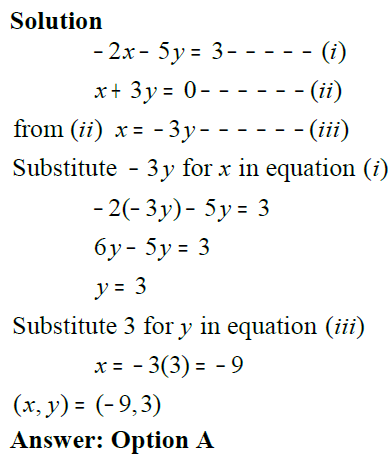 Solution
- 2x - 5y = 3 - - - - - (i)
x + 3y = 0 - - - - - - (ii)
from (ii) x = - 3y - - - - - - (iii)
Substitute - 3y for x in equation (i)
- 2(- 3y) - 5y = 3
6y - 5y = 3
y = 3
Substitute 3 for y in equation (iii)
x = - 3(3) = - 9
(x, y) = (- 9, 3)
Answer: Option A